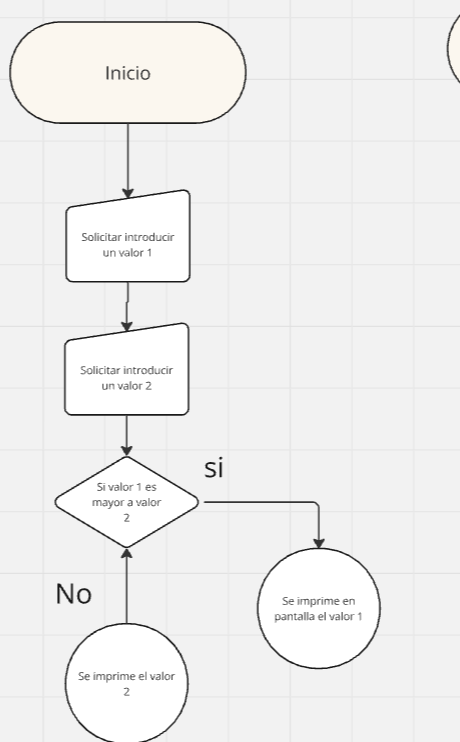 Inicio
Solicitar introducir
un valor 1
Solicitar introducir
un valor 2
Si valor 1 es
mayor a valor
2
si
Se imprime en
pantalla el valor 1
No
Se imprime el valor
2